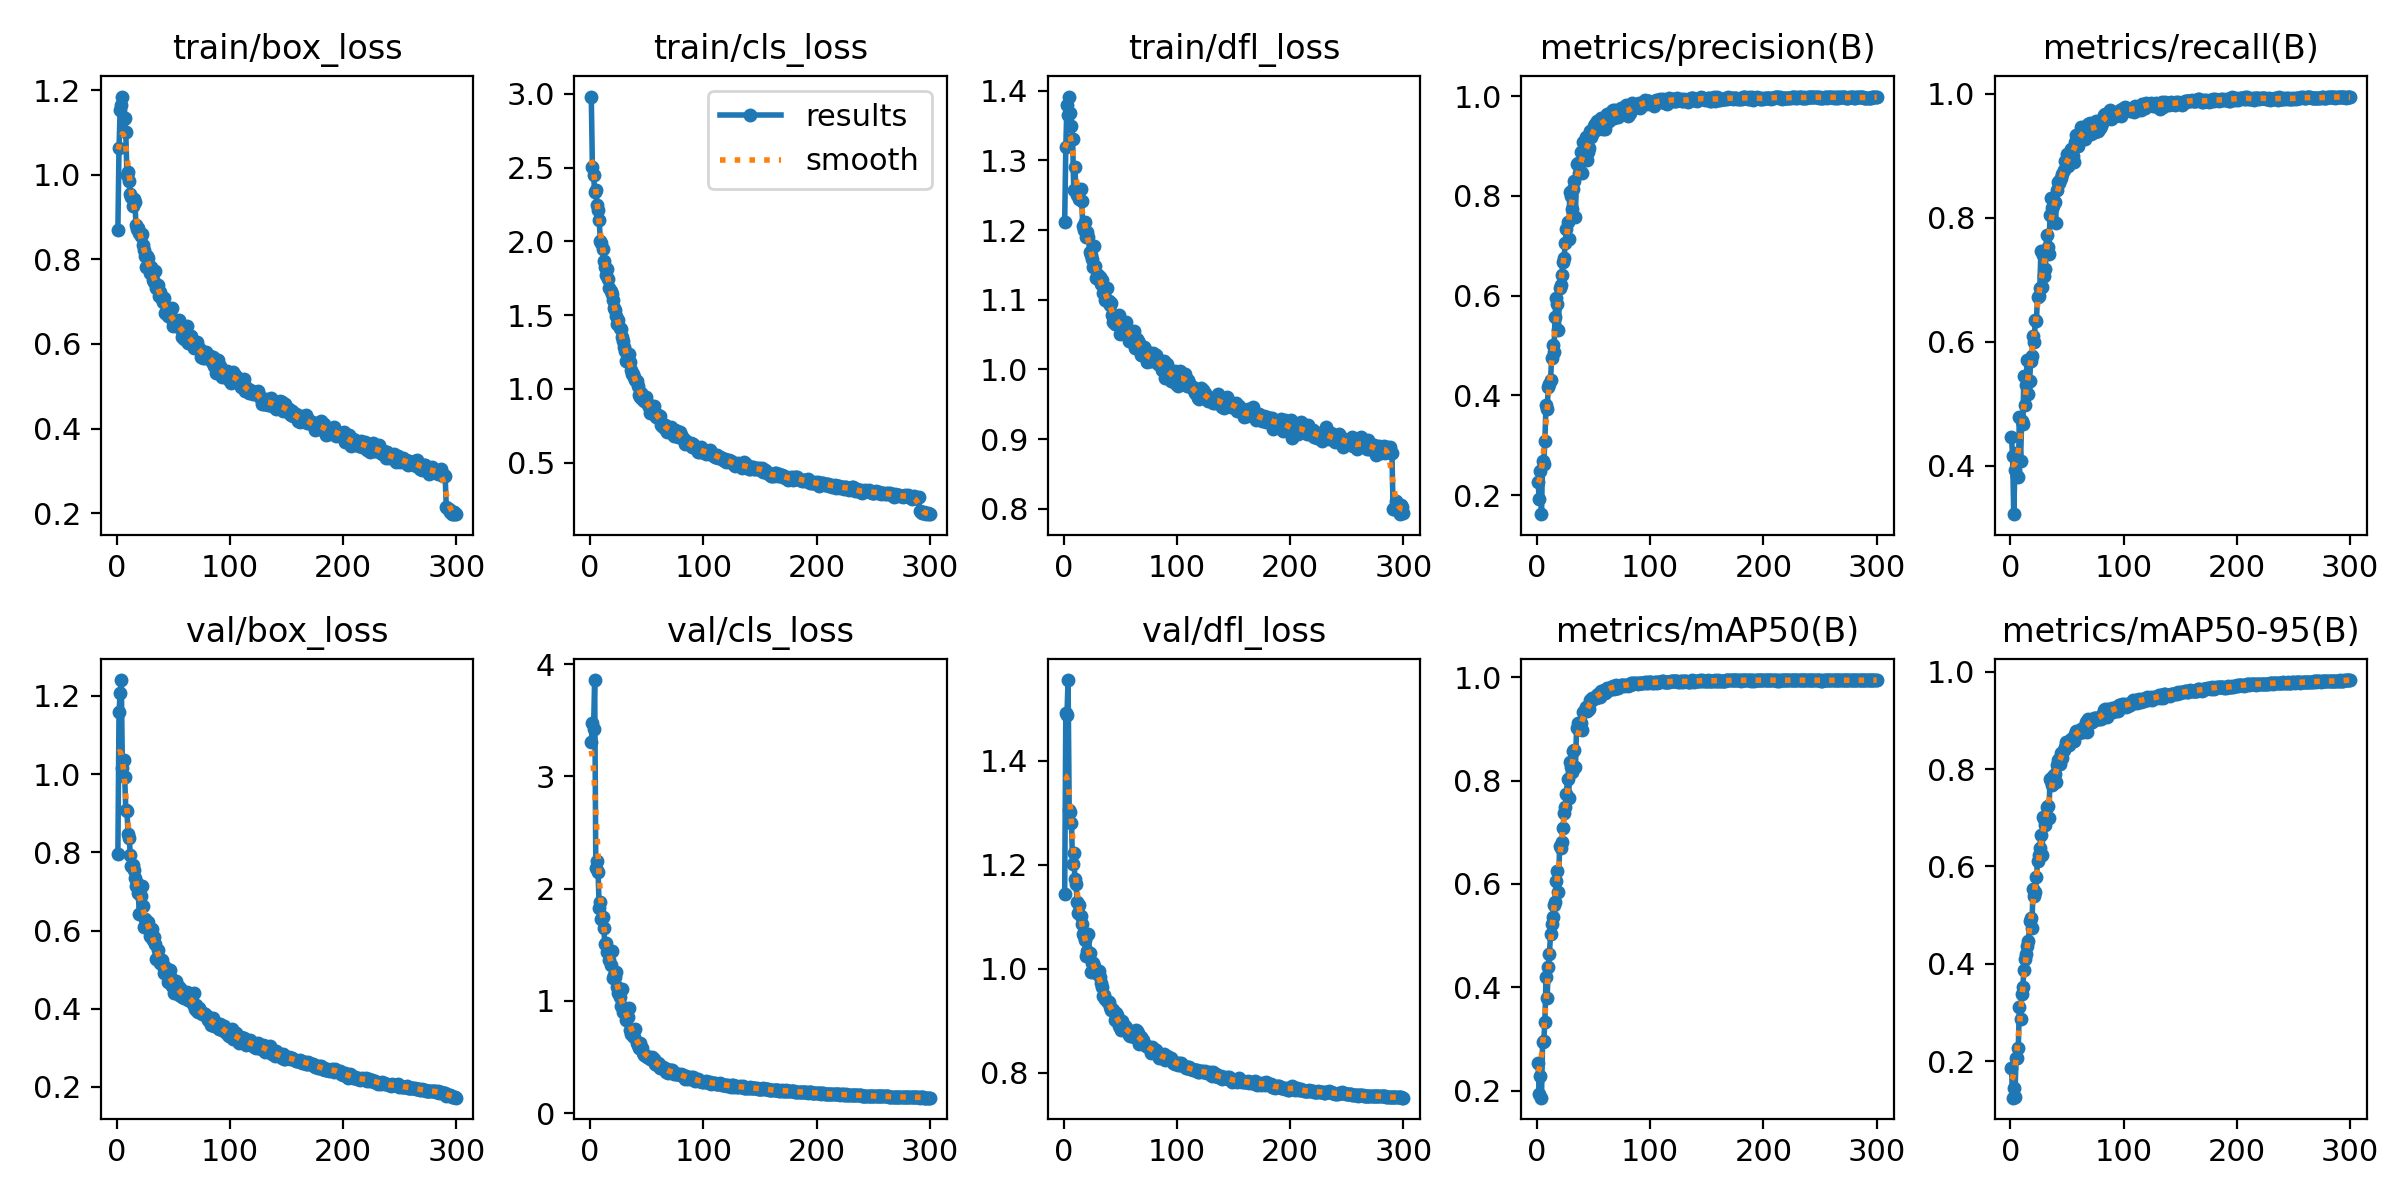 train/box_loss
1.2
1.0
0.8
0.6
0.4
0.2
0 100 200 300
train/cls_loss
results
smooth
3.0
2.5
2.0
1.5
1.0
0.5
0 100 200 300
train/dfl_loss
1.4
1.3
1.2
1.1
1.0
0.9
0.8
0 100 200 300
metrics/precision(B)
1.0
0.8
0.6
0.4
0.2
0 100 200 300
metrics/recall(B)
1.0
0.8
0.6
0.4
0 100 200 300
val/box_loss
1.2
1.0
0.8
0.6
0.4
0.2
0 100 200 300
val/cls_loss
4
3
2
1
0
0 100 200 300
val/dfl_loss
1.4
1.2
1.0
0.8
0 100 200 300
metrics/mAP50(B)
1.0
0.8
0.6
0.4
0.2
0 100 200 300
metrics/mAP50-95(B)
1.0
0.8
0.6
0.4
0.2
0 100 200 300